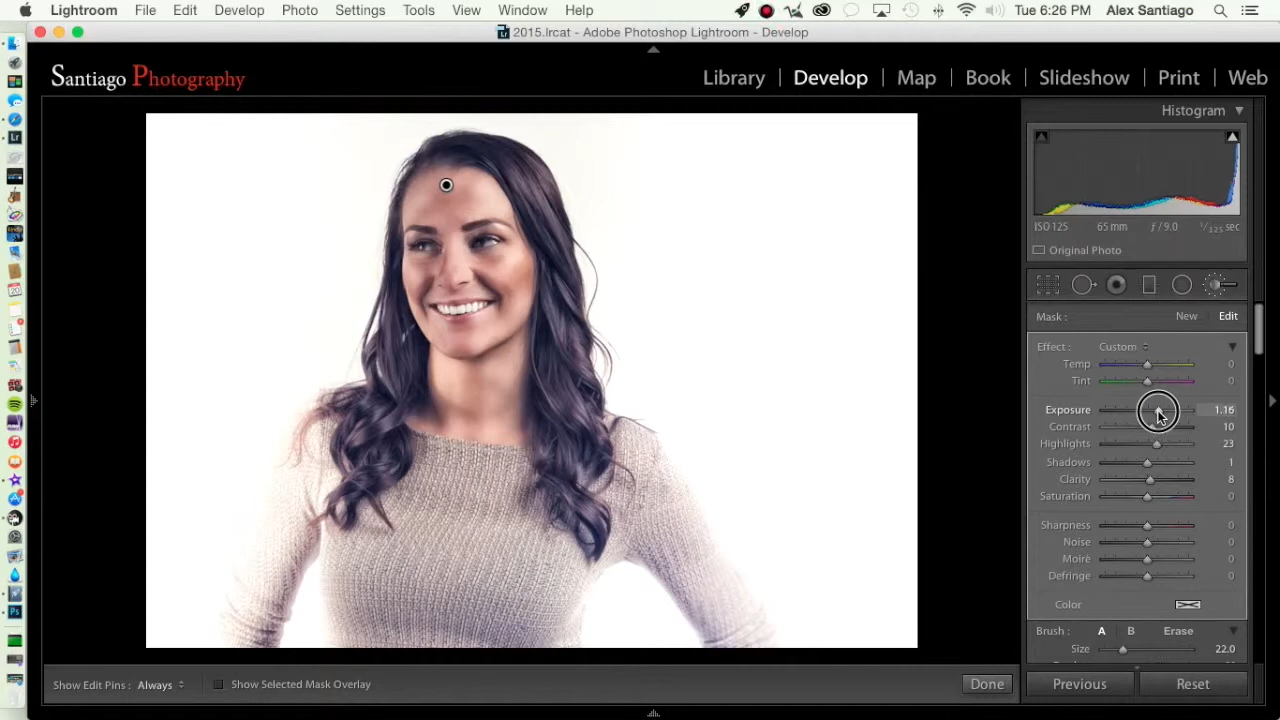 Lightroom File Edit Develop Photo Settings Tools View Window Help Tue 6:26 PM Alex Santiago
2015.lrcat - Adobe Photoshop Lightroom - Develop
Santiago Photography
Library | Develop | Map | Book | Slideshow | Print | Web
Histogram
ISO 125 65 mm ƒ / 9.0 1/125 sec
Original Photo
Mask : New Edit
Effect : Custom
Temp 0
Tint 0
Exposure 1.16
Contrast 10
Highlights 23
Shadows 1
Clarity 8
Saturation 0
Sharpness 0
Noise 0
Moiré 0
Defringe 0
Color
Brush : A B Erase
Size 22.0
Show Edit Pins : Always Show Selected Mask Overlay Done Previous Reset